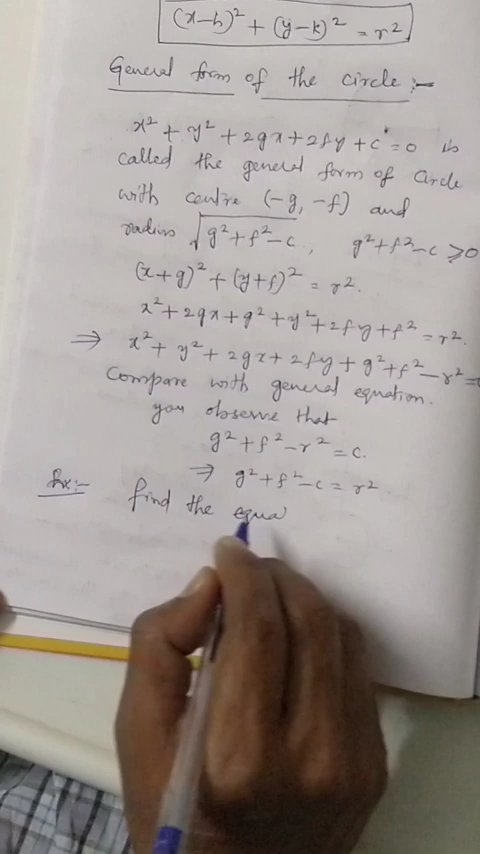 (x-h)² + (y-k)² = r²
General form of the circle :-
x² + y² + 2gx + 2fy + c = 0 is
called the general form of circle
with centre (-g, -f) and
radius √g²+f²-c , g²+f²-c ≥ 0
(x+g)² + (y+f)² = r².
x² + 2gx + g² + y² + 2fy + f² = r².
⇒ x² + y² + 2gx + 2fy + g² + f² - r² = 0
Compare with general equation.
you observe that
g² + f² - r² = c.
⇒ g² + f² - c = r²
Ex:- find the equa